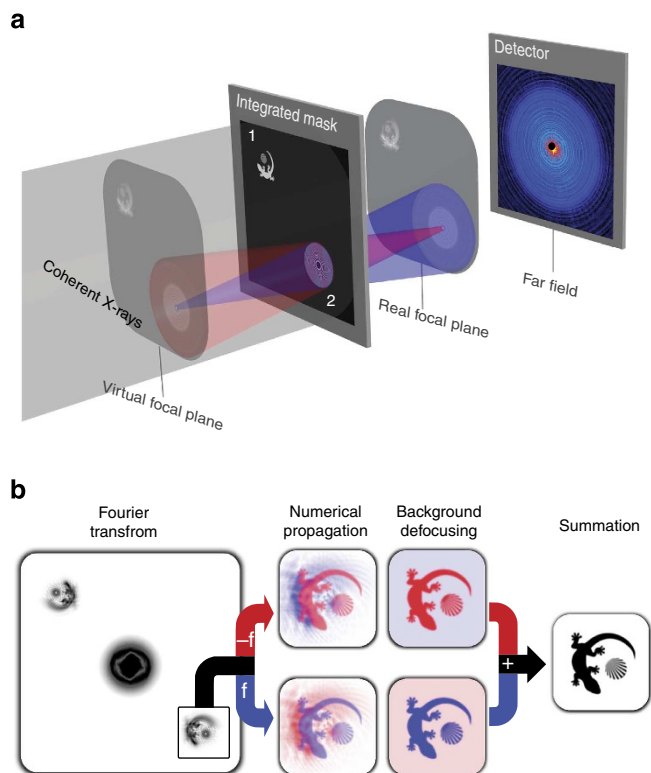 a
Detector
Integrated mask
1
2
Coherent X-rays
Virtual focal plane
Real focal plane
Far field
b
Fourier
transfrom
Numerical
propagation
Background
defocusing
Summation
–f
f
+